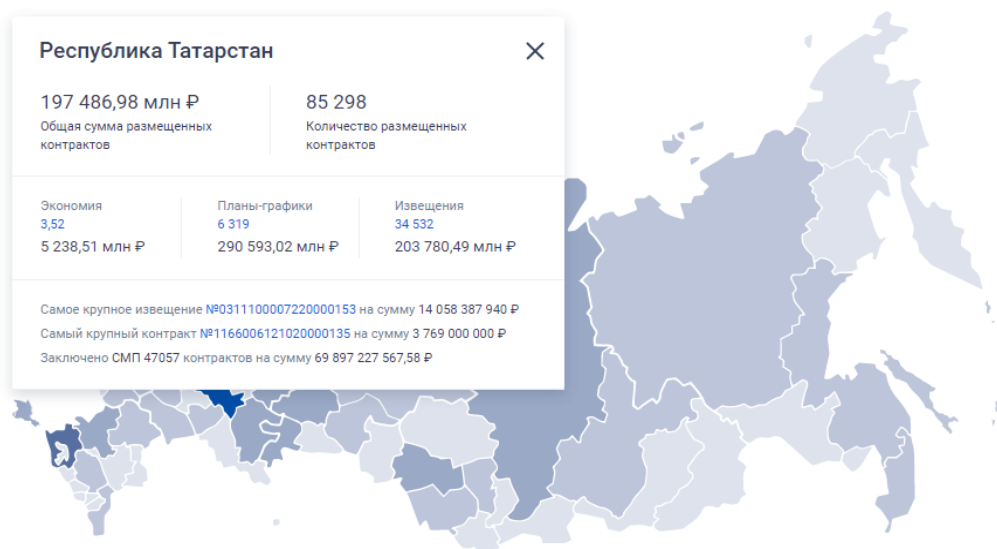 Республика Татарстан
197 486,98 млн ₽
Общая сумма размещенных
контрактов
85 298
Количество размещенных
контрактов
Экономия
3,52
5 238,51 млн ₽
Планы-графики
6 319
290 593,02 млн ₽
Извещения
34 532
203 780,49 млн ₽
Самое крупное извещение №0311100007220000153 на сумму 14 058 387 940 ₽
Самый крупный контракт №1166006121020000135 на сумму 3 769 000 000 ₽
Заключено СМП 47057 контрактов на сумму 69 897 227 567,58 ₽